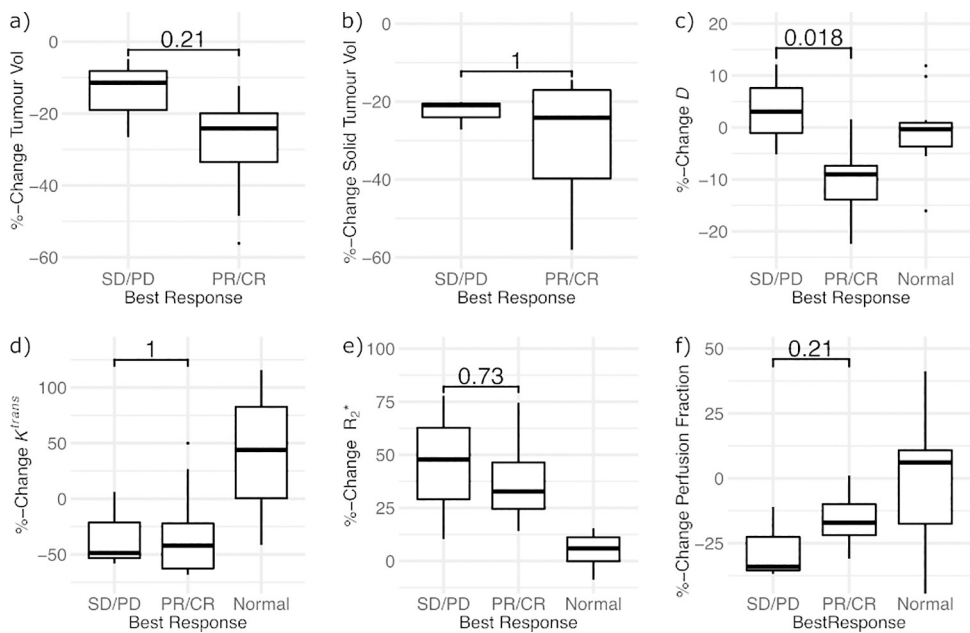 a)
%-Change Tumour Vol
-0
-20
-40
-60
0.21
SD/PD PR/CR
Best Response
b)
%-Change Solid Tumour Vol
-0
-20
-40
-60
1
SD/PD PR/CR
Best Response
c)
%-Change D
20
10
0
-10
-20
0.018
SD/PD PR/CR Normal
Best Response
d)
%-Change K^trans
100
50
0
-50
1
SD/PD PR/CR Normal
Best Response
e)
%-Change R₂*
100
75
50
25
0
0.73
SD/PD PR/CR Normal
Best Response
f)
%-Change Perfusion Fraction
50
25
0
-25
0.21
SD/PD PR/CR Normal
BestResponse